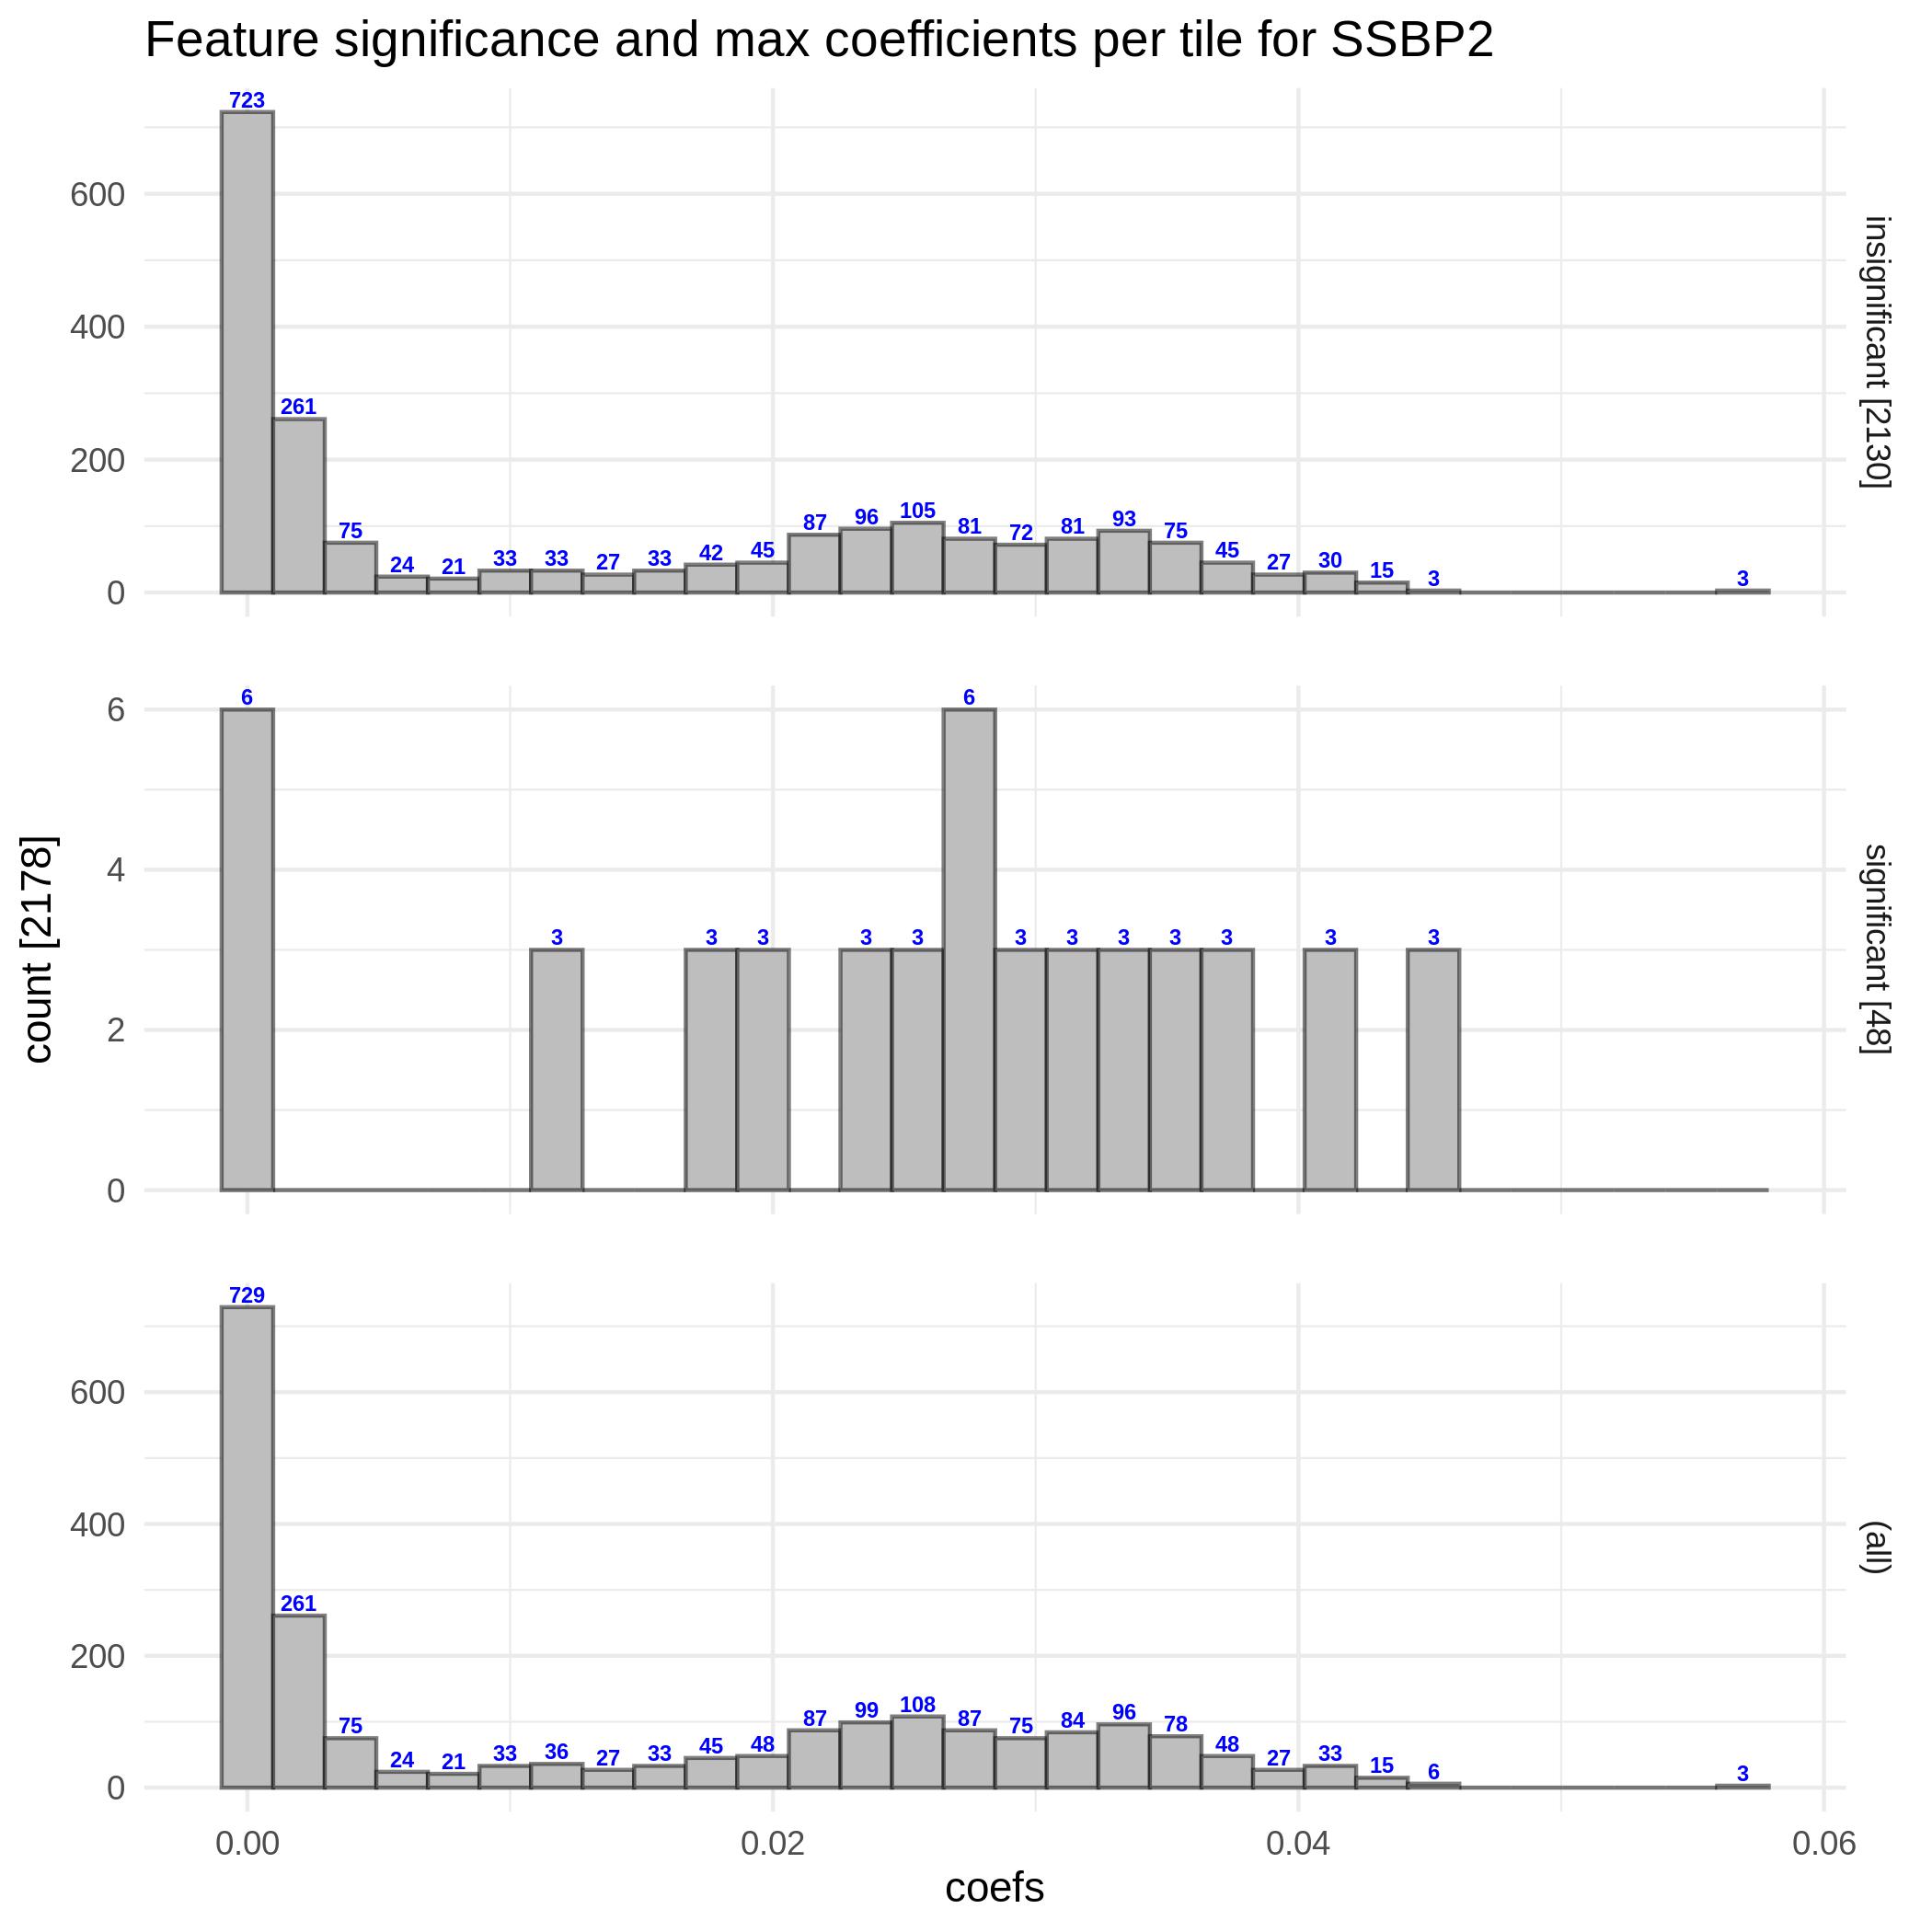 Feature significance and max coefficients per tile for SSBP2
723
261
75 24 21 33 33 27 33 42 45 87 96 105 81 72 81 93 75 45 27 30 15 3 3
600
400
200
0
insignificant [2130]
6 3 3 3 3 3 6 3 3 3 3 3 3 3
6
4
2
0
significant [48]
count [2178]
729
261
75 24 21 33 36 27 33 45 48 87 99 108 87 75 84 96 78 48 27 33 15 6 3
600
400
200
0
(all)
0.00 0.02 0.04 0.06
coefs